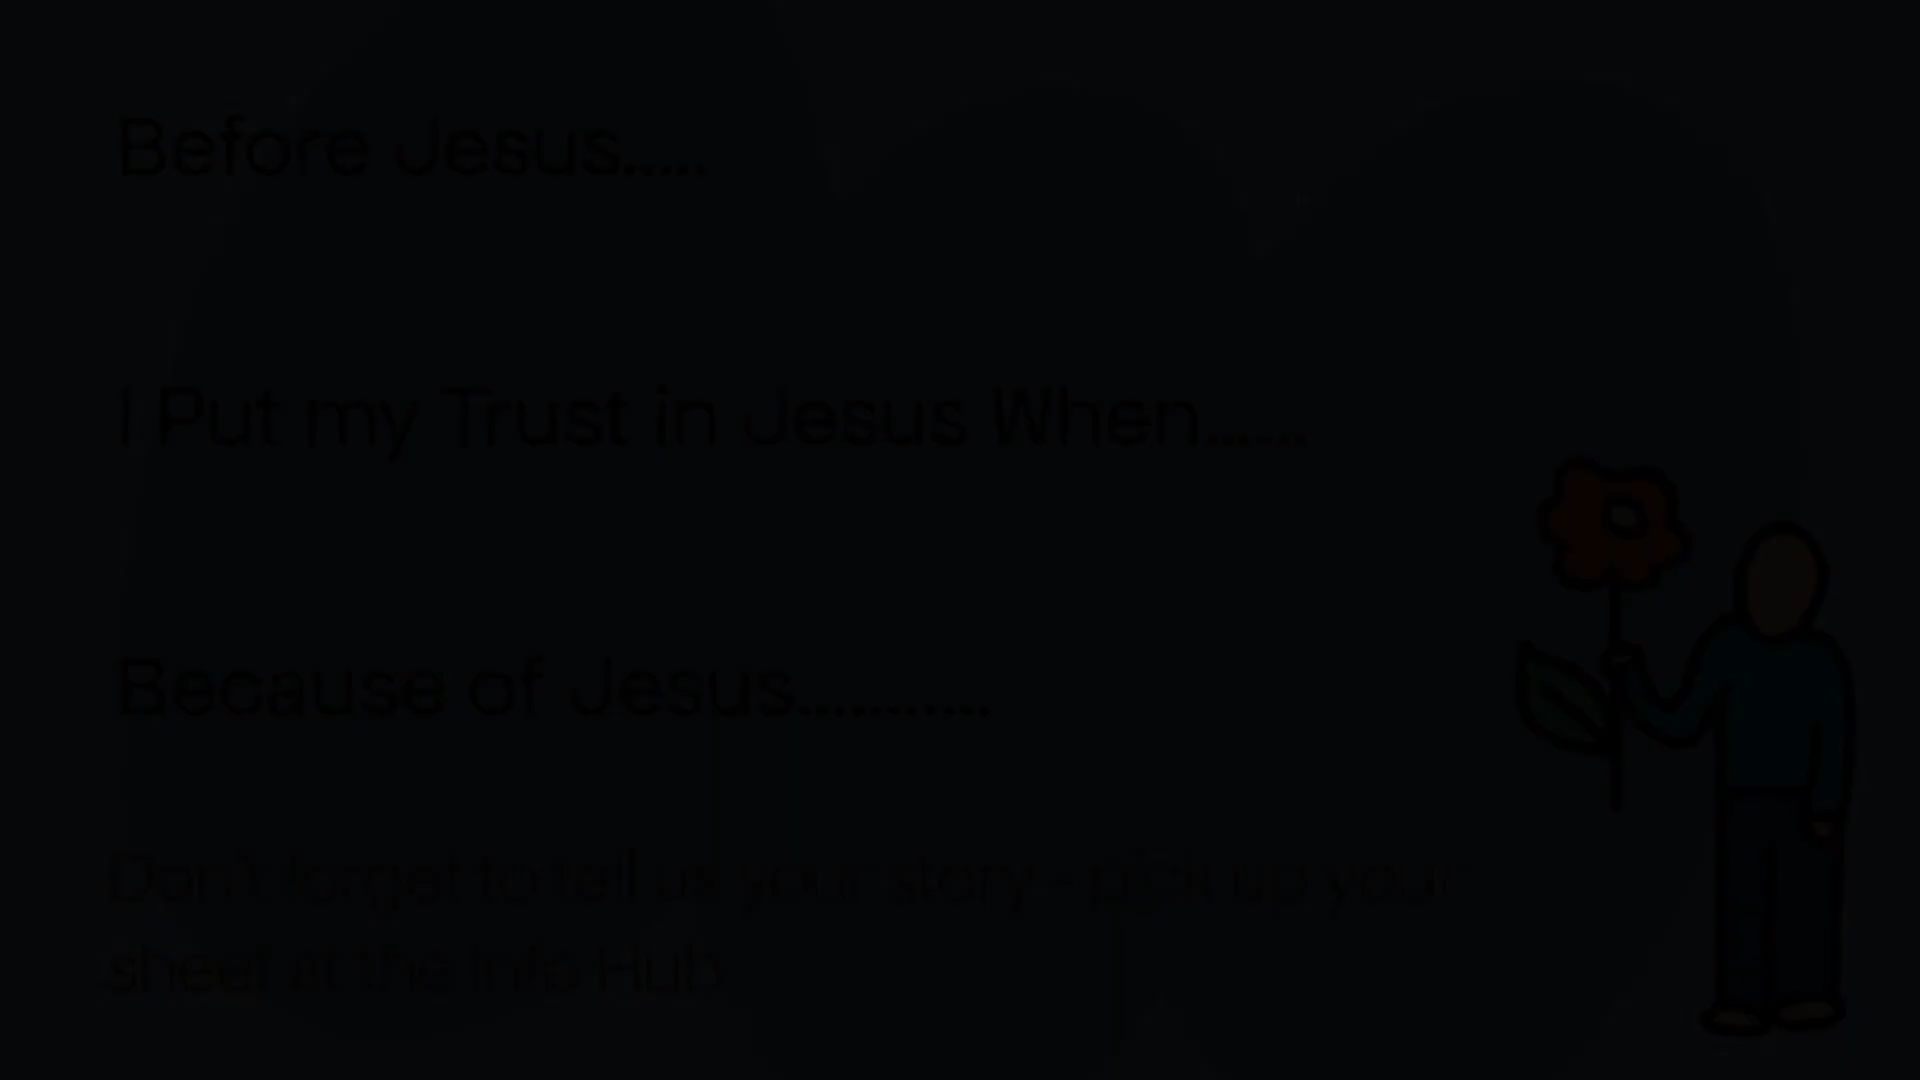 Before Jesus.....
I Put my Trust in Jesus When......
Because of Jesus...........
Don't forget to tell us your story - pick up your
sheet at the Info Hub